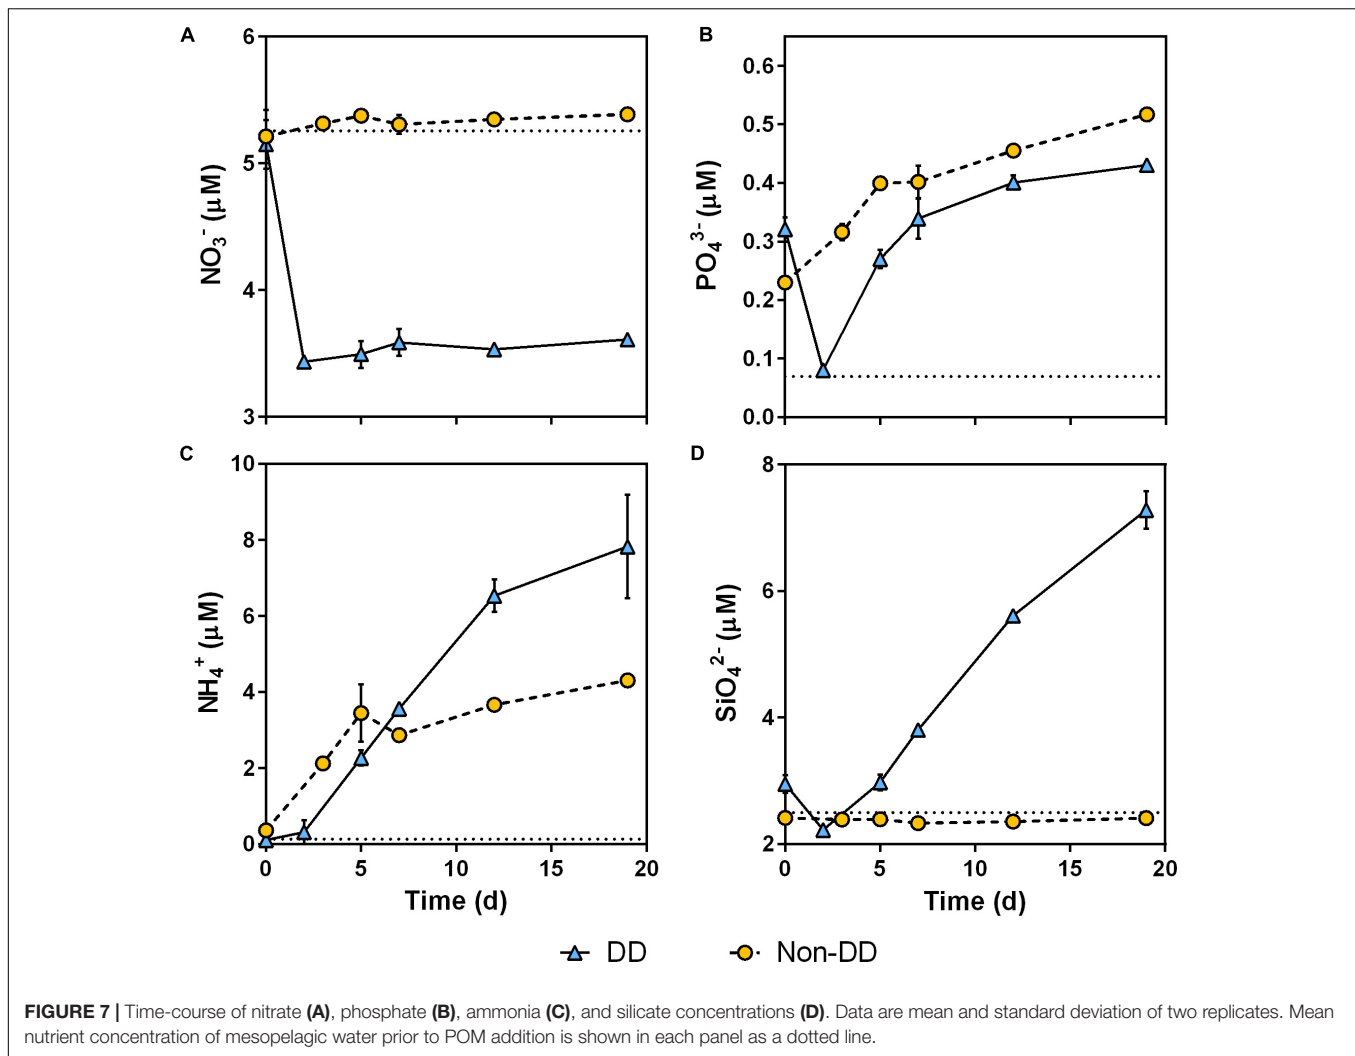 A
6
5
4
3
NO₃⁻ (μM)
B
0.6
0.5
0.4
0.3
0.2
0.1
0.0
PO₄³⁻ (μM)
C
10
8
6
4
2
0
NH₄⁺ (μM)
0 5 10 15 20
Time (d)
D
8
6
4
2
SiO₄²⁻ (μM)
0 5 10 15 20
Time (d)
DD Non-DD
FIGURE 7 | Time-course of nitrate (A), phosphate (B), ammonia (C), and silicate concentrations (D). Data are mean and standard deviation of two replicates. Mean
nutrient concentration of mesopelagic water prior to POM addition is shown in each panel as a dotted line.